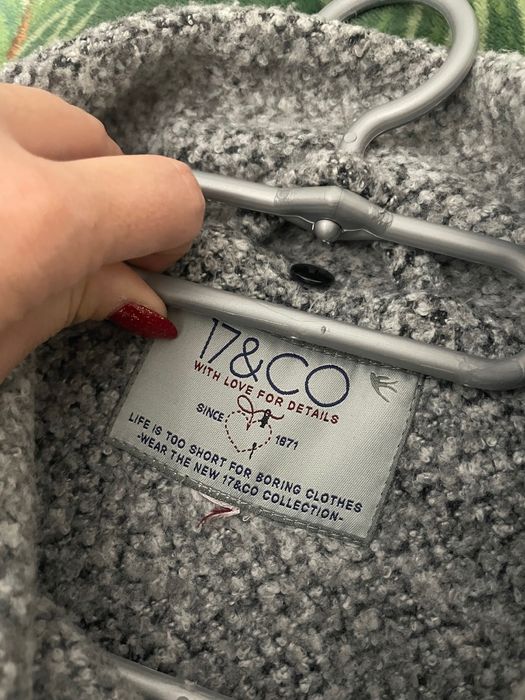 17&CO
WITH LOVE FOR DETAILS
SINCE 1871
LIFE IS TOO SHORT FOR BORING CLOTHES
-WEAR THE NEW 17&CO COLLECTION-